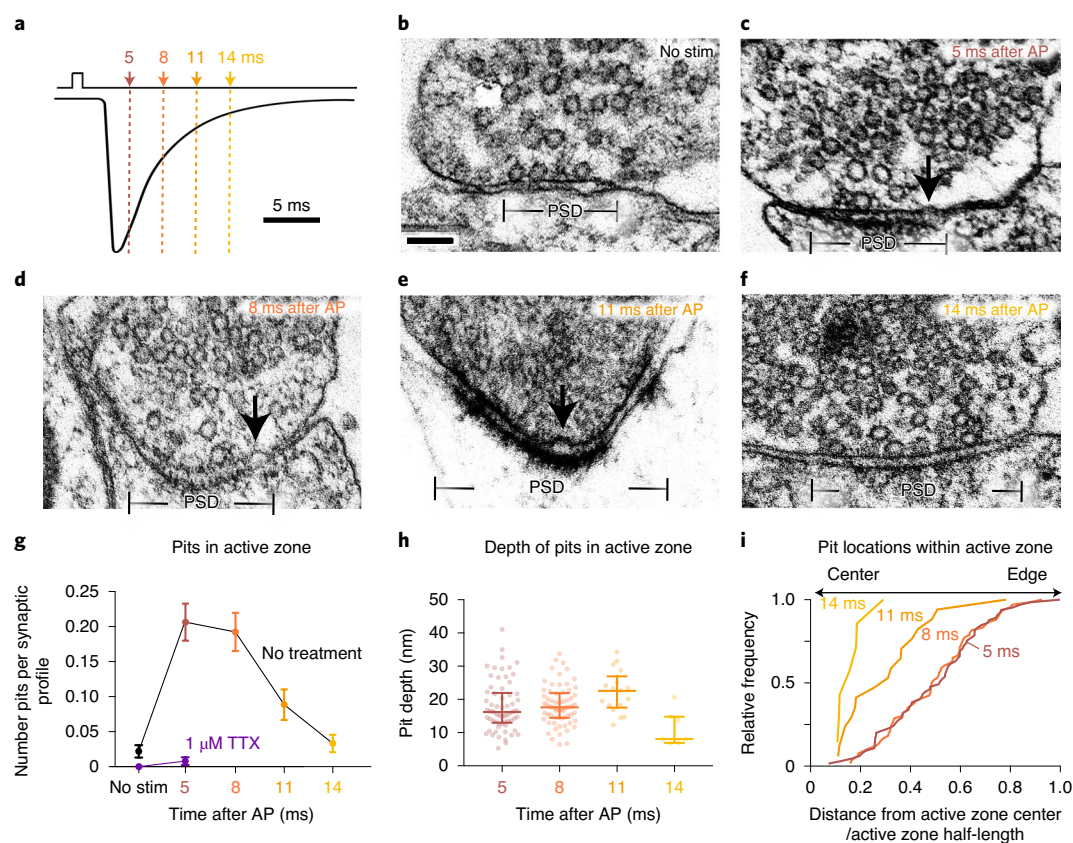 a
5 8 11 14 ms
5 ms
b
No stim
PSD
c
5 ms after AP
PSD
d
8 ms after AP
PSD
e
11 ms after AP
PSD
f
14 ms after AP
PSD
g
Pits in active zone
Number pits per synaptic
profile
0.25
0.20
0.15
0.10
0.05
0
No treatment
1 μM TTX
No stim 5 8 11 14
Time after AP (ms)
h
Depth of pits in active zone
Pit depth (nm)
50
40
30
20
10
0
5 8 11 14
Time after AP (ms)
i
Pit locations within active zone
Center Edge
Relative frequency
1.0
0.5
0
14 ms
11 ms
8 ms
5 ms
0 0.2 0.4 0.6 0.8 1.0
Distance from active zone center
/active zone half-length